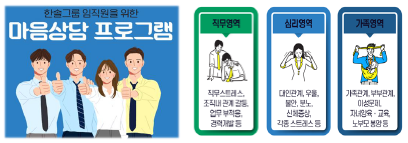 한솔그룹 임직원을 위한
마음상담 프로그램
직무영역
직무스트레스,
조직내 관계 갈등,
업무 부적응,
경력개발 등
심리영역
대인관계, 우울,
불안, 분노,
신체증상,
각종 스트레스 등
가족영역
가족관계, 부부관계,
이성문제,
자녀양육·교육,
노부모 봉양 등